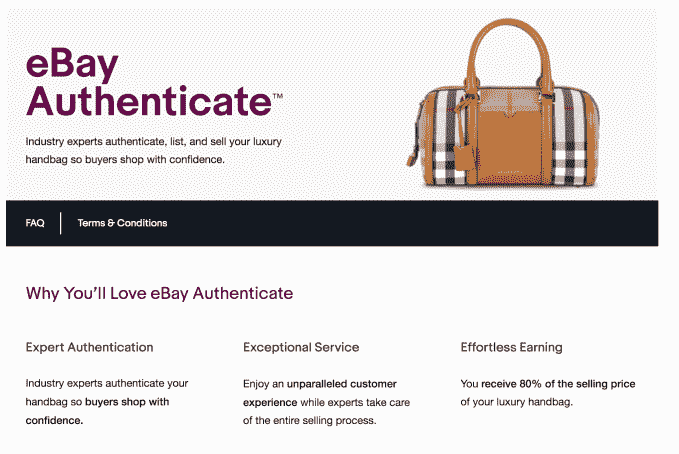 eBay
Authenticate™
Industry experts authenticate, list, and sell your luxury
handbag so buyers shop with confidence.
FAQ
Terms & Conditions
Why You'll Love eBay Authenticate
Expert Authentication
Industry experts authenticate your
handbag so buyers shop with
confidence.
Exceptional Service
Enjoy an unparalleled customer
experience while experts take care
of the entire selling process.
Effortless Earning
You receive 80% of the selling price
of your luxury handbag.